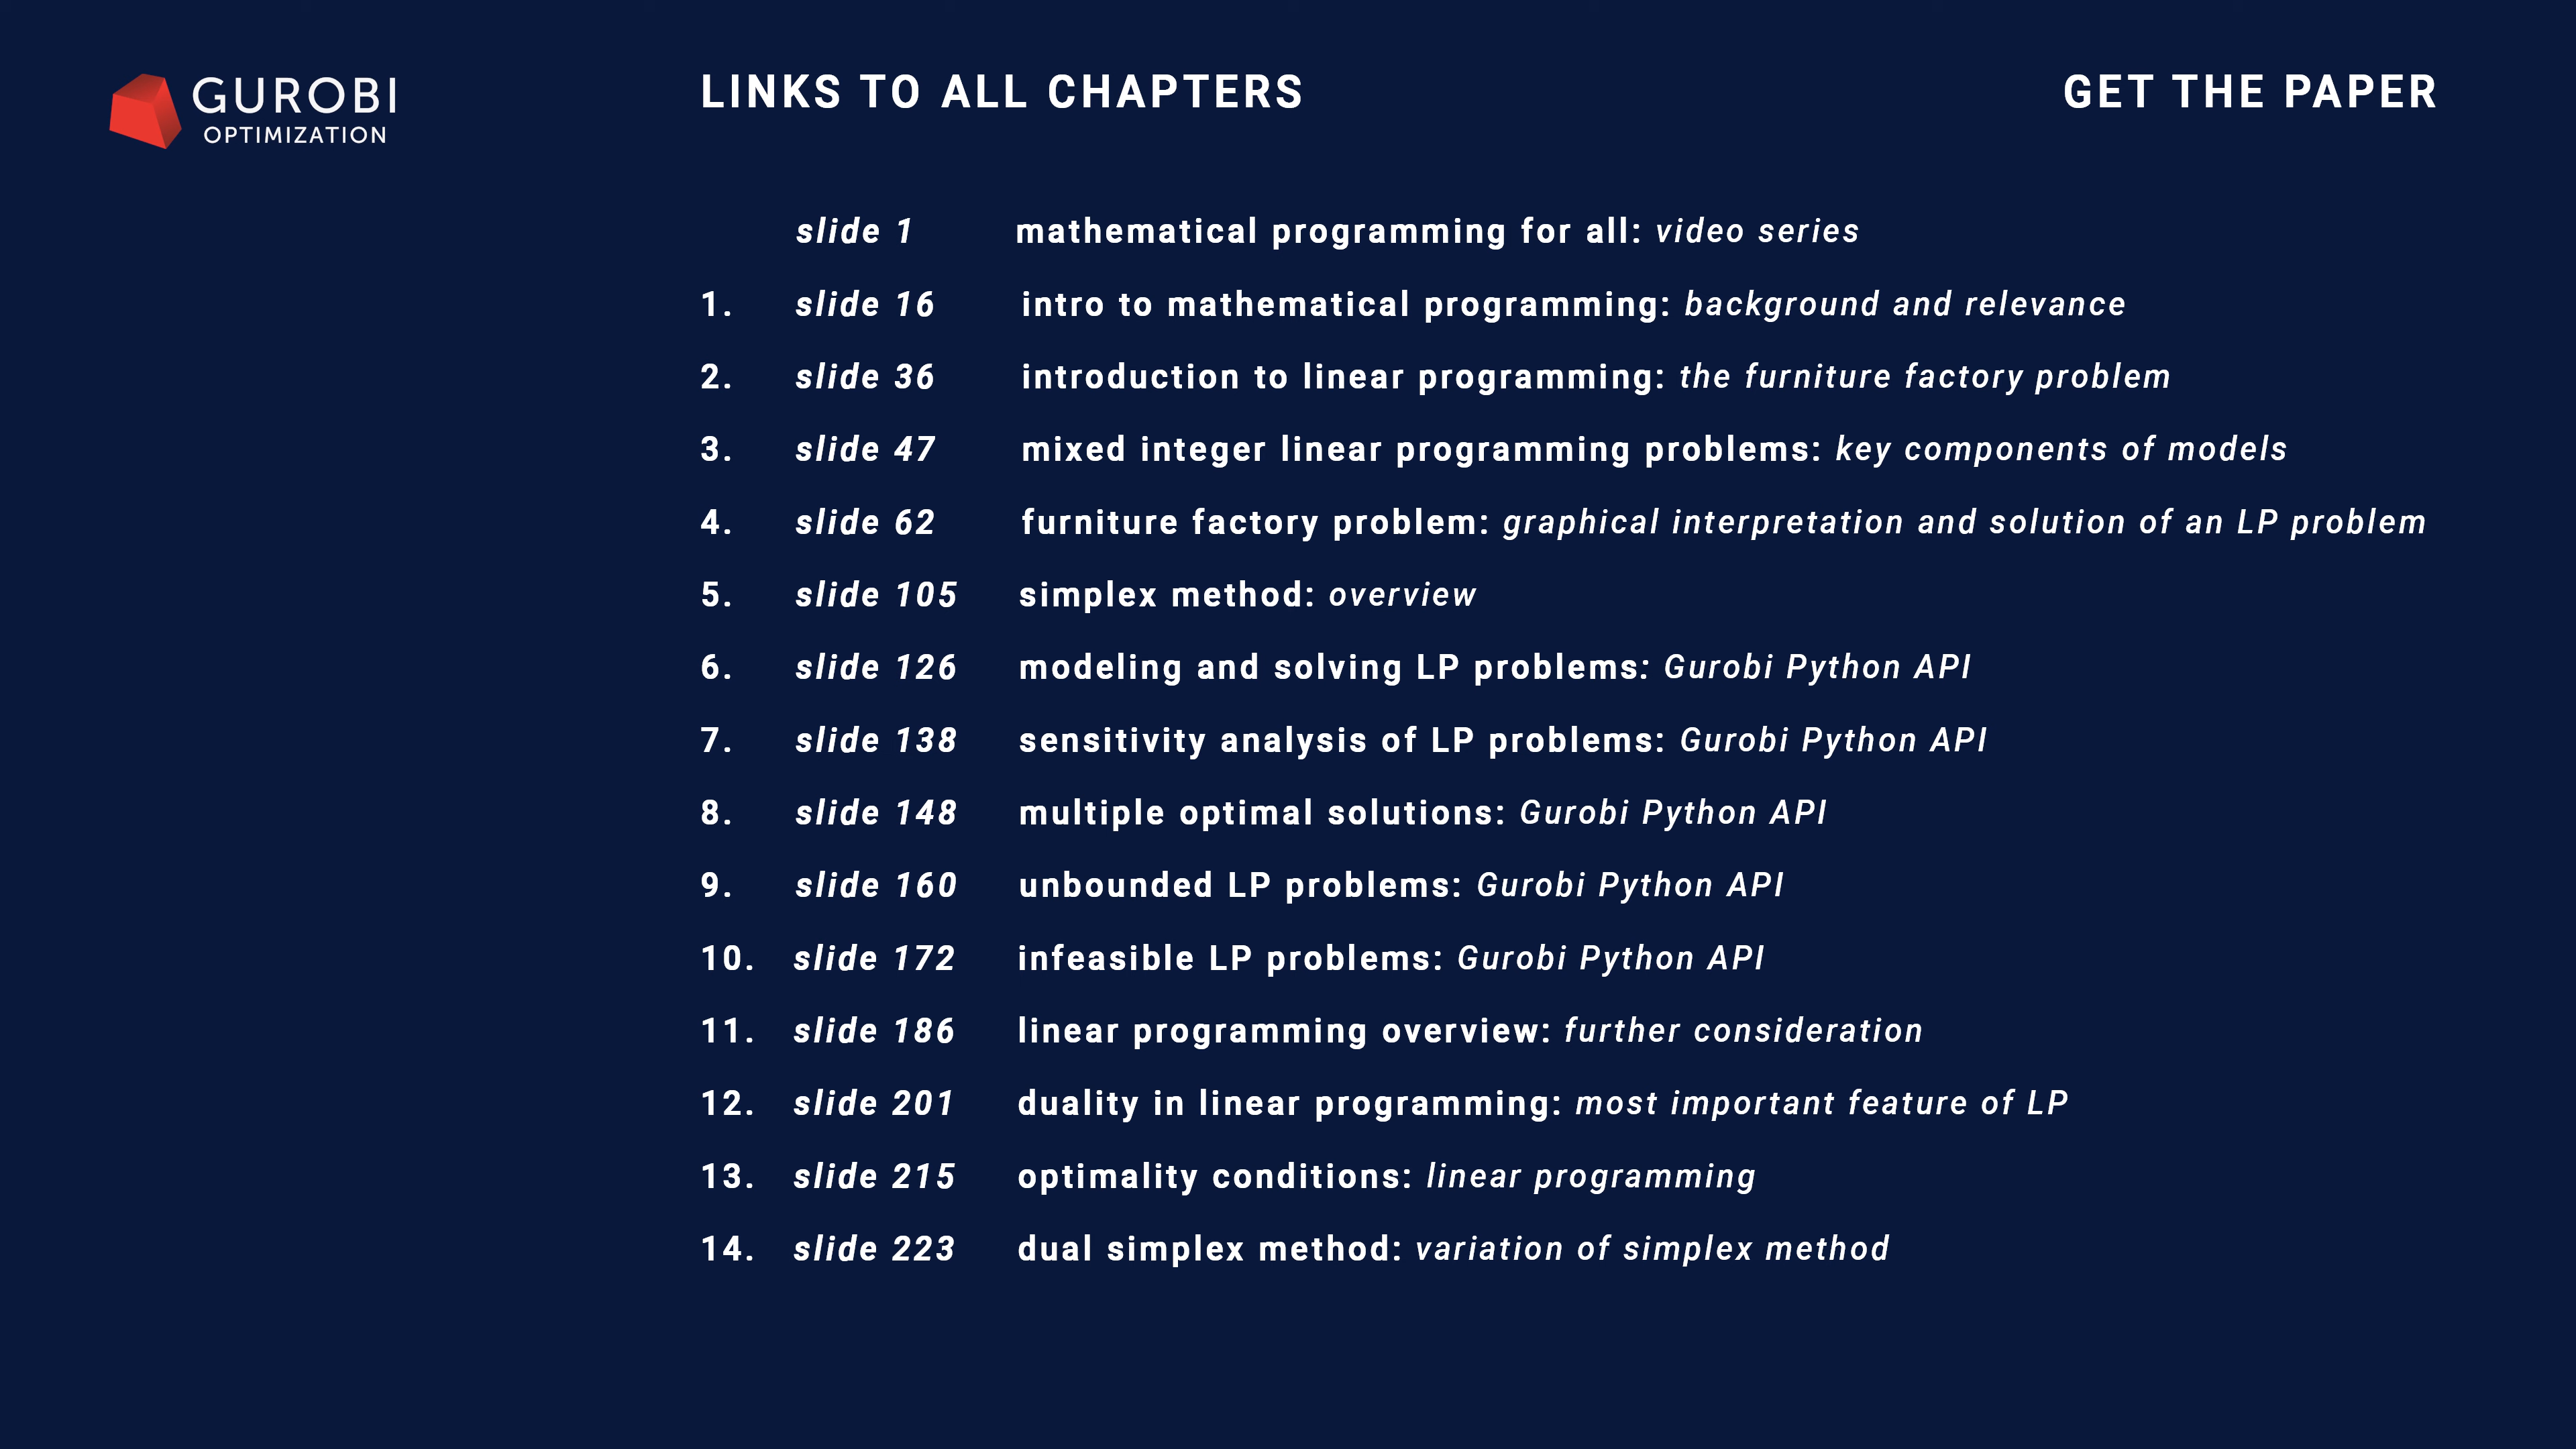 GUROBI
OPTIMIZATION
LINKS TO ALL CHAPTERS
GET THE PAPER
slide 1 mathematical programming for all: video series
1. slide 16 intro to mathematical programming: background and relevance
2. slide 36 introduction to linear programming: the furniture factory problem
3. slide 47 mixed integer linear programming problems: key components of models
4. slide 62 furniture factory problem: graphical interpretation and solution of an LP problem
5. slide 105 simplex method: overview
6. slide 126 modeling and solving LP problems: Gurobi Python API
7. slide 138 sensitivity analysis of LP problems: Gurobi Python API
8. slide 148 multiple optimal solutions: Gurobi Python API
9. slide 160 unbounded LP problems: Gurobi Python API
10. slide 172 infeasible LP problems: Gurobi Python API
11. slide 186 linear programming overview: further consideration
12. slide 201 duality in linear programming: most important feature of LP
13. slide 215 optimality conditions: linear programming
14. slide 223 dual simplex method: variation of simplex method